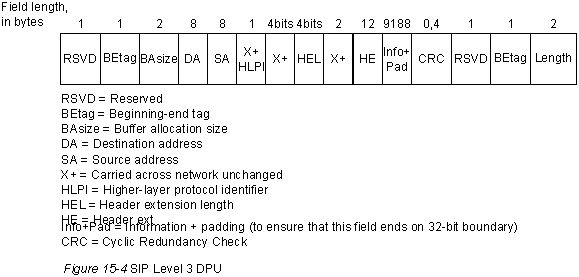 Field length,
in bytes 1 1 2 8 8 1 4bits 4bits 2 12 9188 0,4 1 1 2
RSVD BEtag BAsize DA SA X+ HLPI X+ HEL X+ HE Info+ Pad CRC RSVD BEtag Length
RSVD = Reserved
BEtag = Beginning-end tag
BAsize = Buffer allocation size
DA = Destination address
SA = Source address
X+ = Carried across network unchanged
HLPI = Higher-layer protocol identifier
HEL = Header extension length
HE = Header ext.
Info+Pad = Information + padding (to ensure that this field ends on 32-bit boundary)
CRC = Cyclic Redundancy Check
Figure 15-4 SIP Level 3 DPU